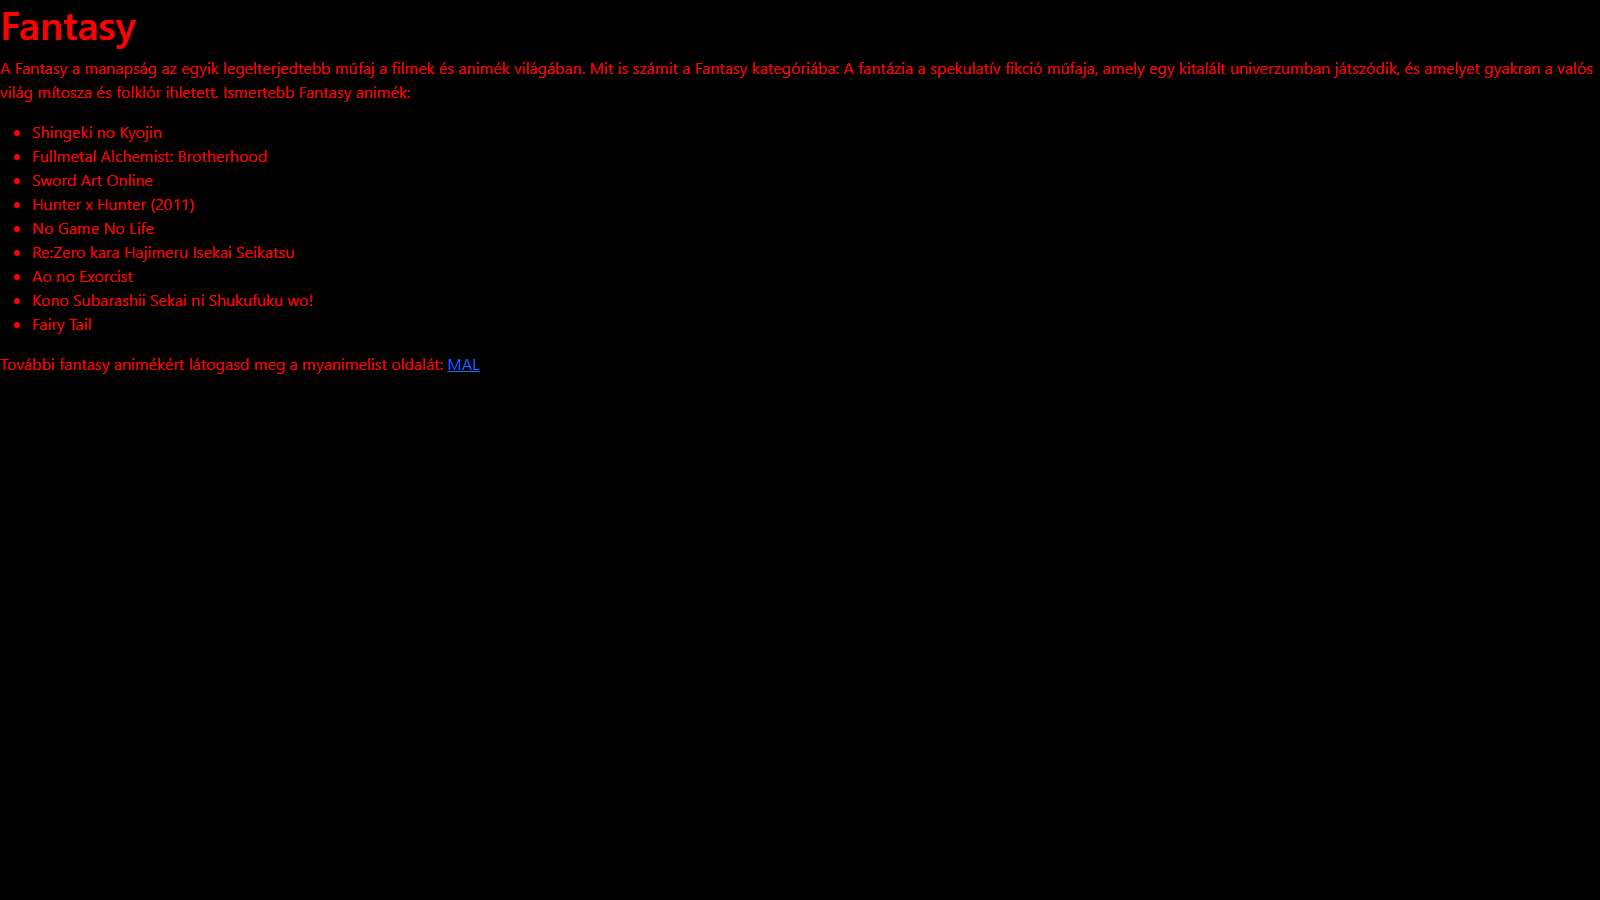 Fantasy
A Fantasy a manapság az egyik legelterjedtebb műfaj a filmek és animék világában. Mit is számit a Fantasy kategóriába: A fantázia a spekulatív fikció műfaja, amely egy kitalált univerzumban játszódik, és amelyet gyakran a valós
világ mítosza és folklór ihletett. Ismertebb Fantasy animék:
Shingeki no Kyojin
Fullmetal Alchemist: Brotherhood
Sword Art Online
Hunter x Hunter (2011)
No Game No Life
Re:Zero kara Hajimeru Isekai Seikatsu
Ao no Exorcist
Kono Subarashii Sekai ni Shukufuku wo!
Fairy Tail
További fantasy animékért látogasd meg a myanimelist oldalát: MAL